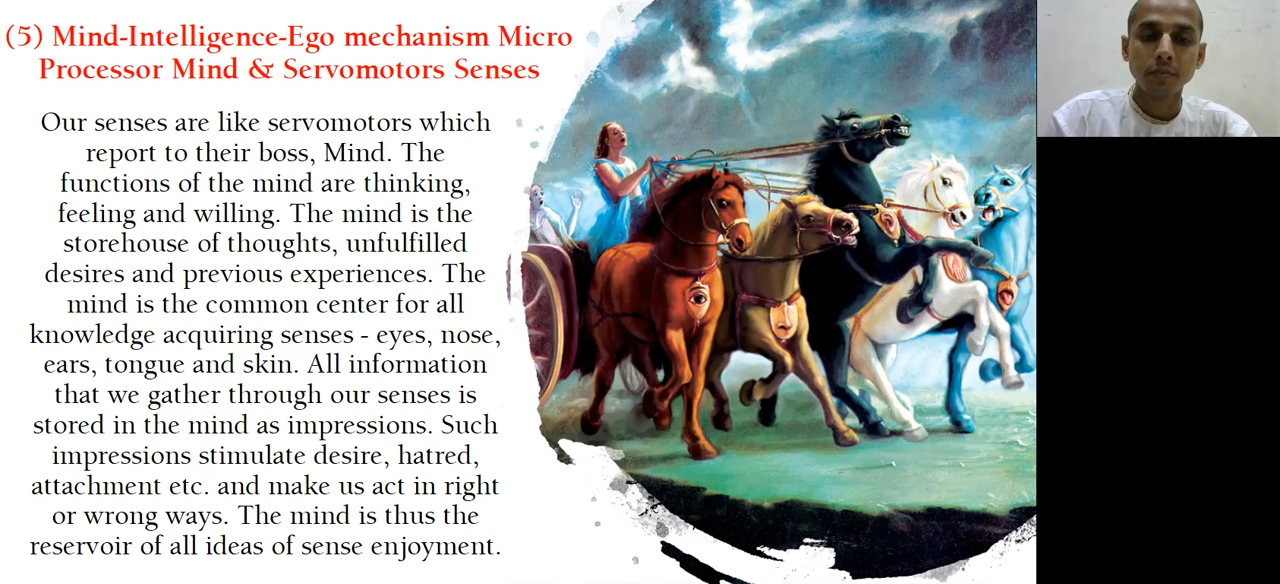 (5) Mind-Intelligence-Ego mechanism Micro
Processor Mind & Servomotors Senses
Our senses are like servomotors which
report to their boss, Mind. The
functions of the mind are thinking,
feeling and willing. The mind is the
storehouse of thoughts, unfulfilled
desires and previous experiences. The
mind is the common center for all
knowledge acquiring senses - eyes, nose,
ears, tongue and skin. All information
that we gather through our senses is
stored in the mind as impressions. Such
impressions stimulate desire, hatred,
attachment etc. and make us act in right
or wrong ways. The mind is thus the
reservoir of all ideas of sense enjoyment.